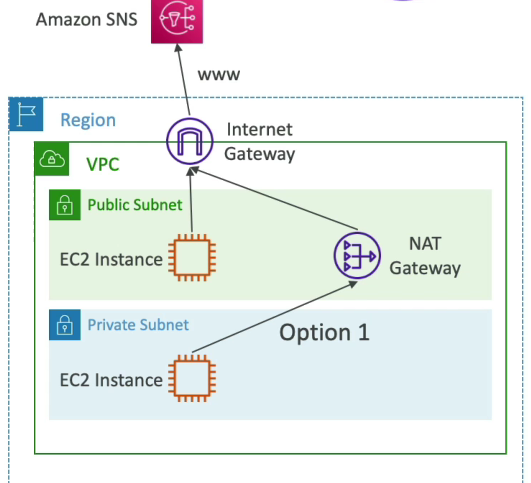 Amazon SNS
www
Region
Internet
Gateway
VPC
Public Subnet
EC2 Instance
NAT
Gateway
Private Subnet
Option 1
EC2 Instance